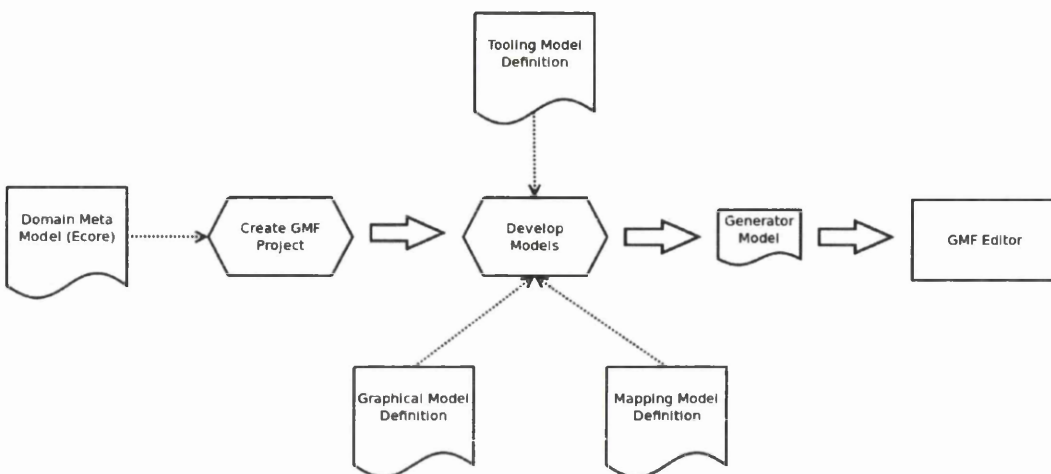 Tooling Model
Definition
Domain Meta
Model (Ecore)
Create GMF
Project
Develop
Models
Generator
Model
GMF Editor
Graphical Model
Definition
Mapping Model
Definition